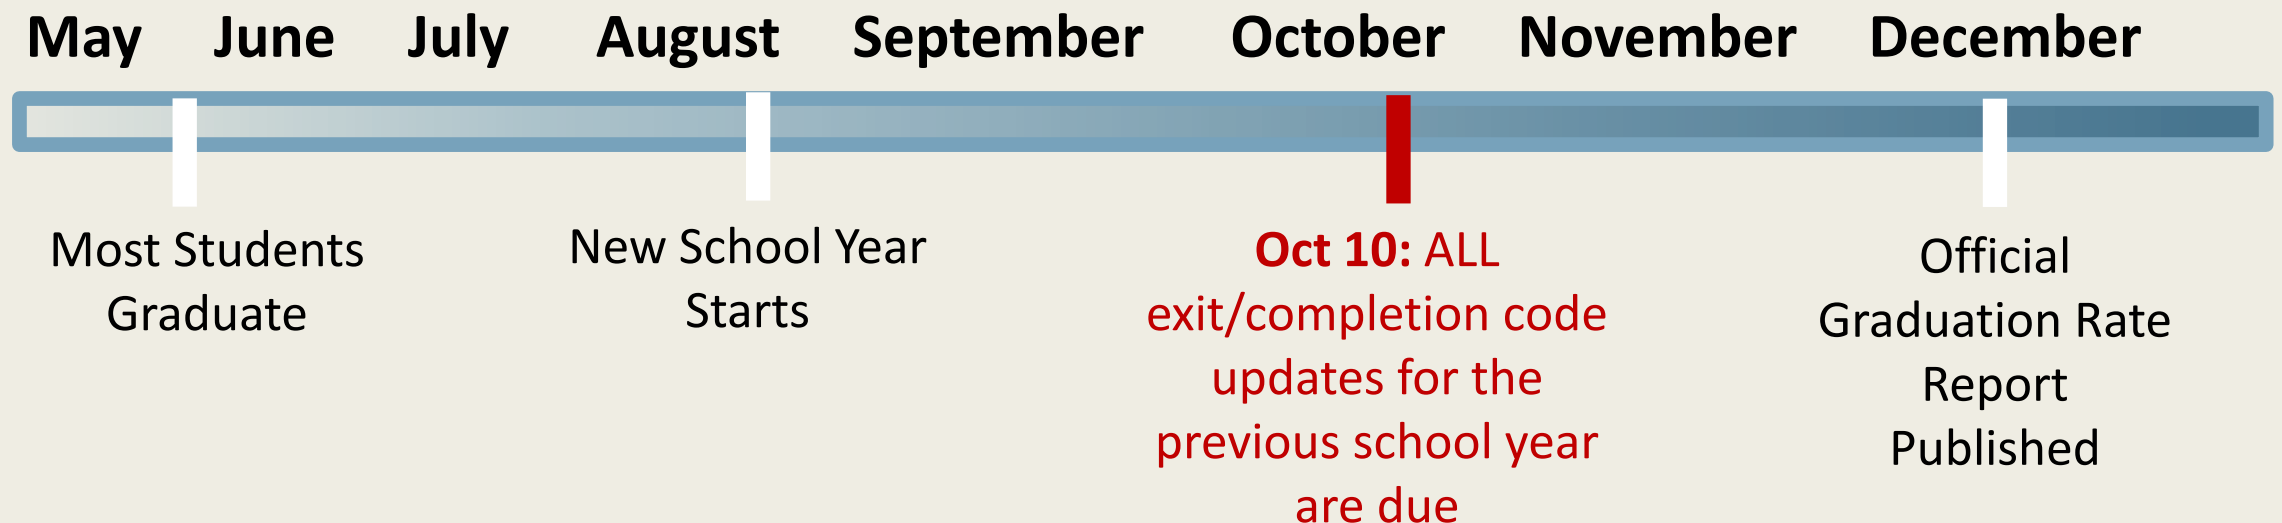 May June July August September October November December
Most Students
Graduate
New School Year
Starts
Oct 10: ALL
exit/completion code
updates for the
previous school year
are due
Official
Graduation Rate
Report
Published